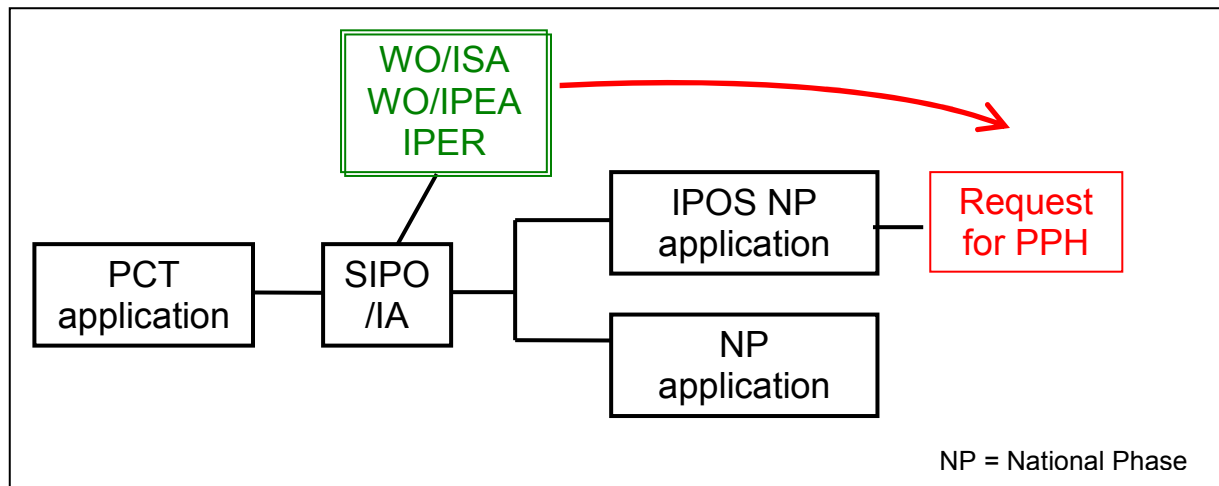 WO/ISA
WO/IPEA
IPER
PCT
application
SIPO
/IA
IPOS NP
application
Request
for PPH
NP
application
NP = National Phase